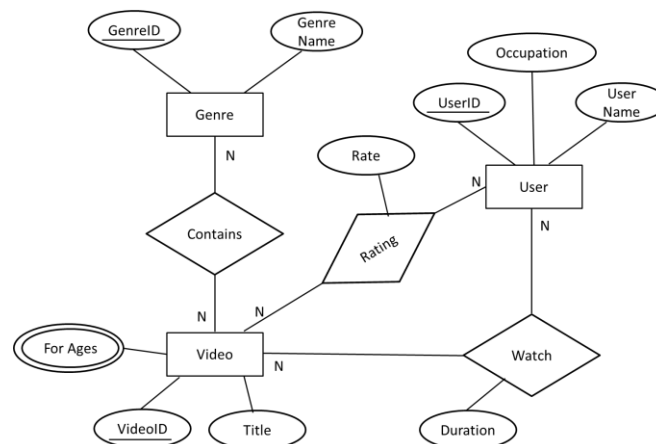 GenreID
Genre
Name
Occupation
UserID
User
Name
Genre
N
Rate
N
User
N
Contains
Rating
N
N
For Ages
Video
N
Watch
VideoID
Title
Duration